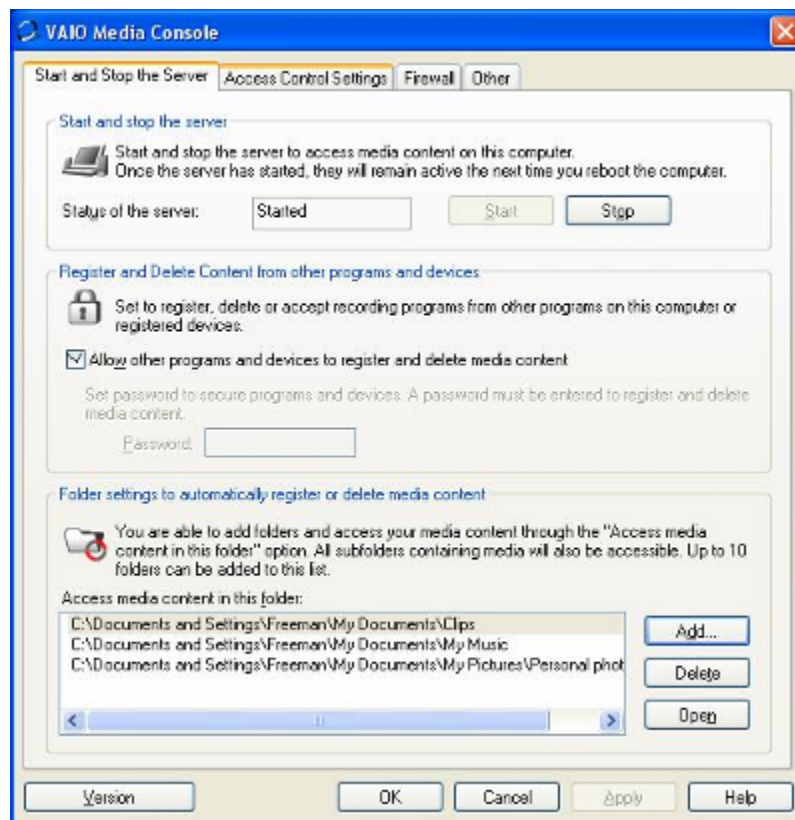 VAIO Media Console
Start and Stop the Server
Access Control Settings
Firewall
Other
Start and stop the server
Start and stop the server to access media content on this computer.
Once the server has started, they will remain active the next time you reboot the computer.
Status of the server:
Started
Start
Stop
Register and Delete Content from other programs and devices
Set to register, delete or accept recording programs from other programs on this computer or
registered devices.
Allow other programs and devices to register and delete media content
Set password to secure programs and devices. A password must be entered to register and delete
media content.
Password:
Folder settings to automatically register or delete media content
You are able to add folders and access your media content through the "Access media
content in this folder" option. All subfolders containing media will also be accessible. Up to 10
folders can be added to this list.
Access media content in this folder:
C:\Documents and Settings\Freeman\My Documents\Clips
C:\Documents and Settings\Freeman\My Documents\My Music
C:\Documents and Settings\Freeman\My Documents\My Pictures\Personal phot
Add...
Delete
Open
Version
OK
Cancel
Apply
Help